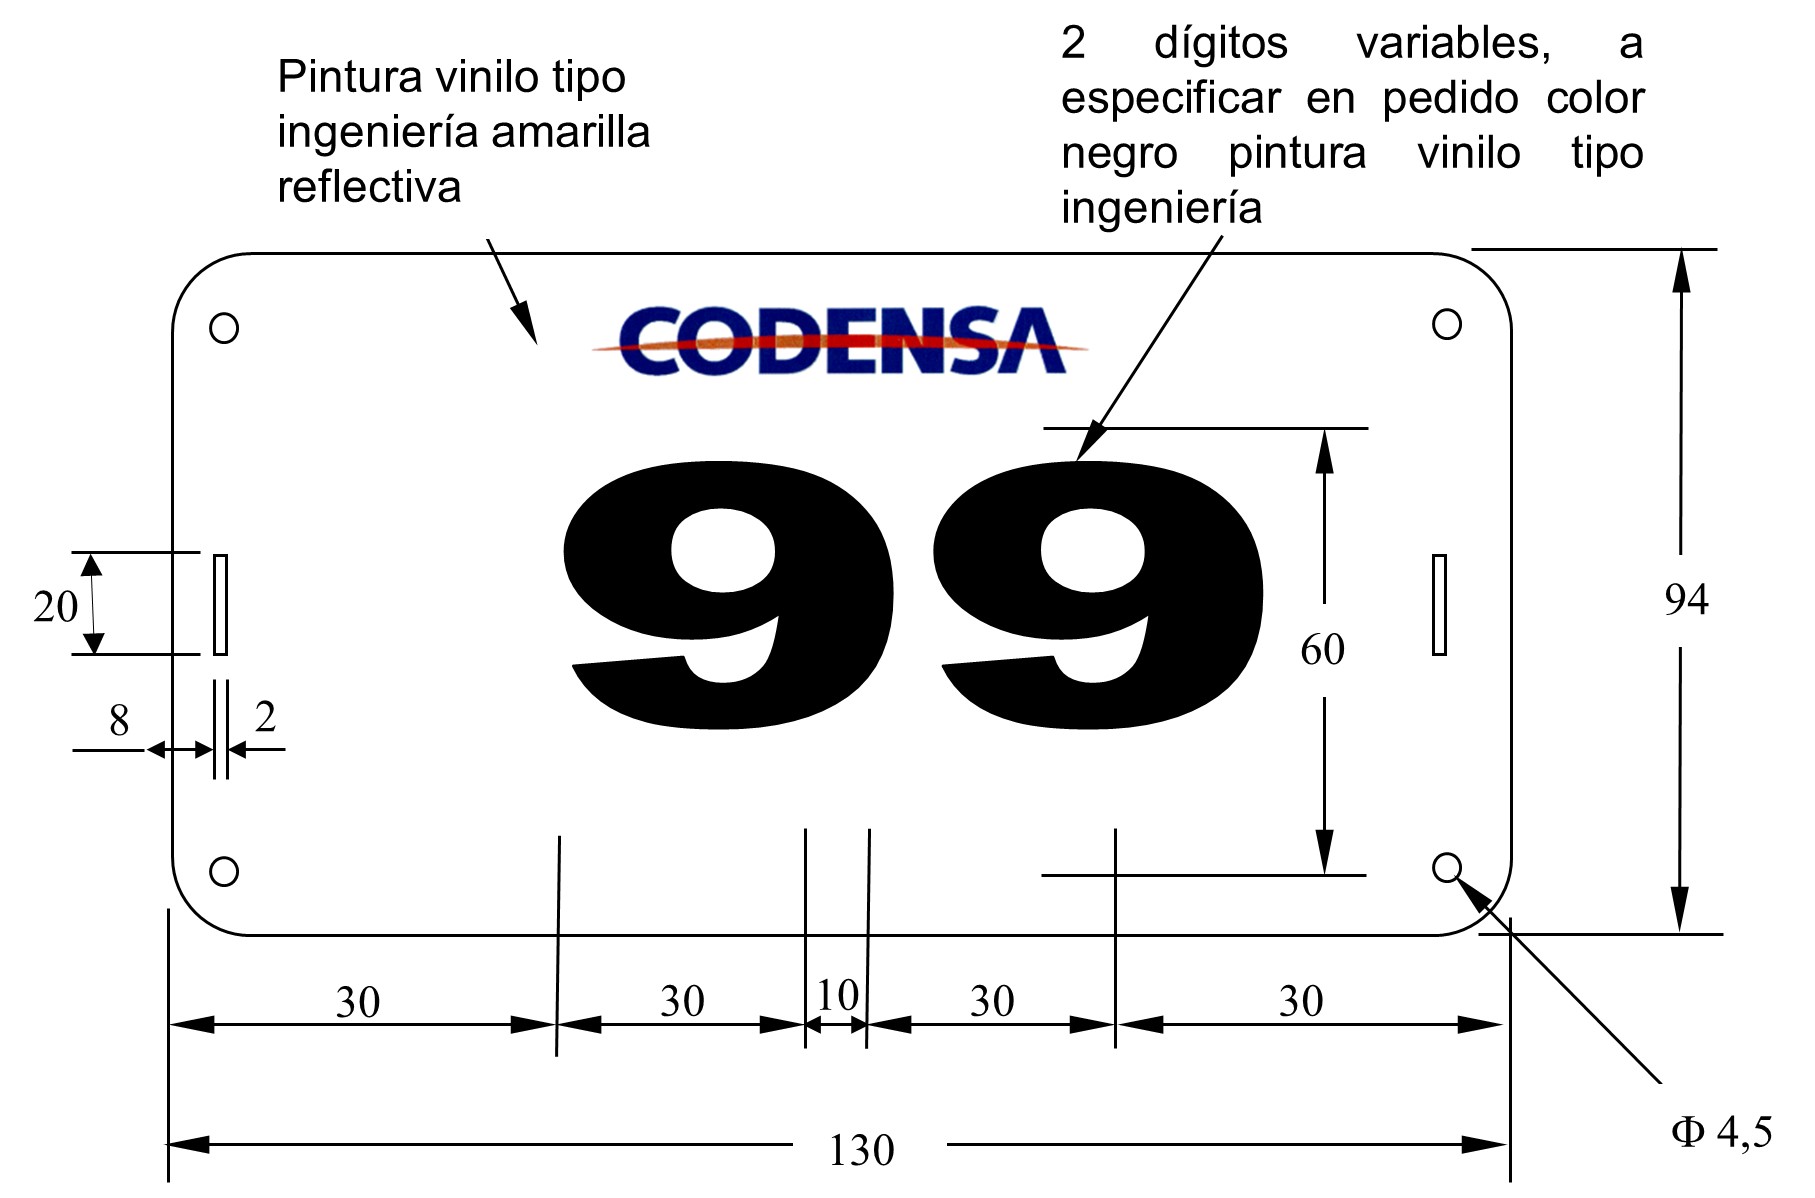 Pintura vinilo tipo
ingeniería amarilla
reflectiva
2 dígitos variables, a
especificar en pedido color
negro pintura vinilo tipo
ingeniería
CODENSA
99
20
8
2
60
94
30
30
10
30
30
130
Φ 4,5